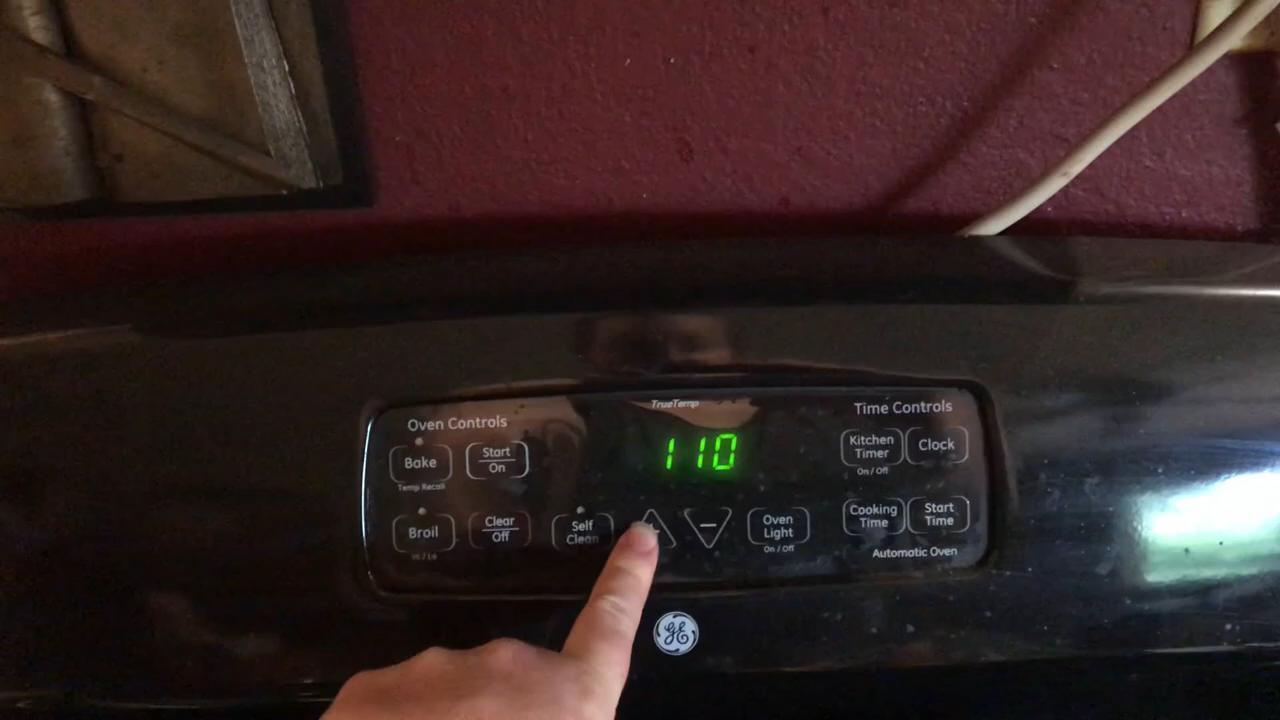 TrueTemp
Oven Controls
Time Controls
Bake
Temp Recall
Start
On
110
Kitchen
Timer
On / Off
Clock
Broil
Hi / Lo
Clear
Off
Self
Clean
+
−
Oven
Light
On / Off
Cooking
Time
Start
Time
Automatic Oven
GE